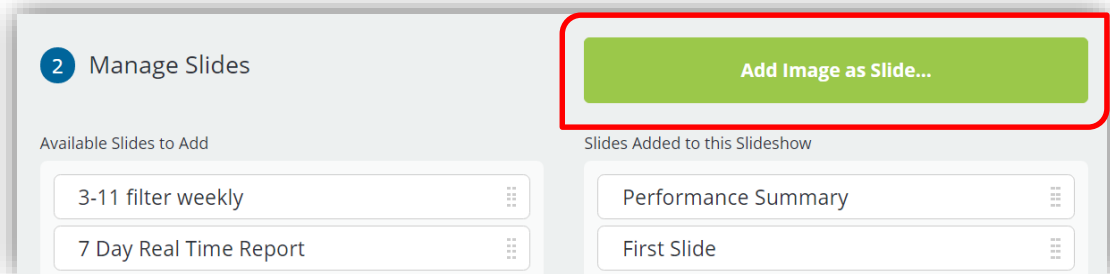 2 Manage Slides
Add Image as Slide...
Available Slides to Add
Slides Added to this Slideshow
3-11 filter weekly
Performance Summary
7 Day Real Time Report
First Slide